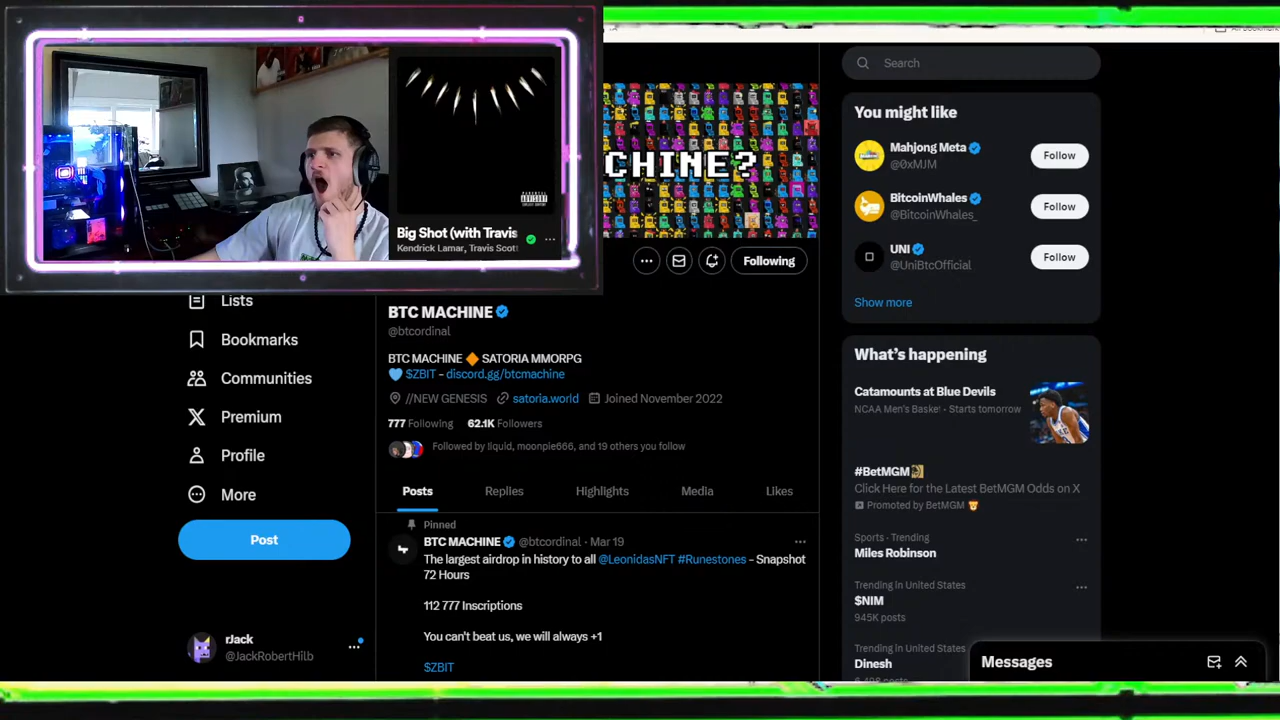 PARENTAL
ADVISORY
Big Shot (with Travis
Kendrick Lamar, Travis Scott
CHINE?
Following
Lists
Bookmarks
Communities
Premium
Profile
More
Post
rJack
@JackRobertHilb
BTC MACHINE
@btcordinal
BTC MACHINE 🔶 SATORIA MMORPG
🩵 $ZBIT - discord.gg/btcmachine
//NEW GENESIS satoria.world Joined November 2022
777 Following 62.1K Followers
Followed by !iquid, moonpie666, and 19 others you follow
Posts Replies Highlights Media Likes
Pinned
BTC MACHINE @btcordinal · Mar 19
The largest airdrop in history to all @LeonidasNFT #Runestones - Snapshot
72 Hours
112 777 Inscriptions
You can't beat us, we will always +1
$ZBIT
Search
You might like
Mahjong Meta
@0xMJM
Follow
BitcoinWhales
@BitcoinWhales_
Follow
UNI
@UniBtcOfficial
Follow
Show more
What's happening
Catamounts at Blue Devils
NCAA Men's Basket · Starts tomorrow
#BetMGM
Click Here for the Latest BetMGM Odds on X
Promoted by BetMGM
Sports · Trending
Miles Robinson
Trending in United States
$NIM
945K posts
Trending in United States
Dinesh
Messages